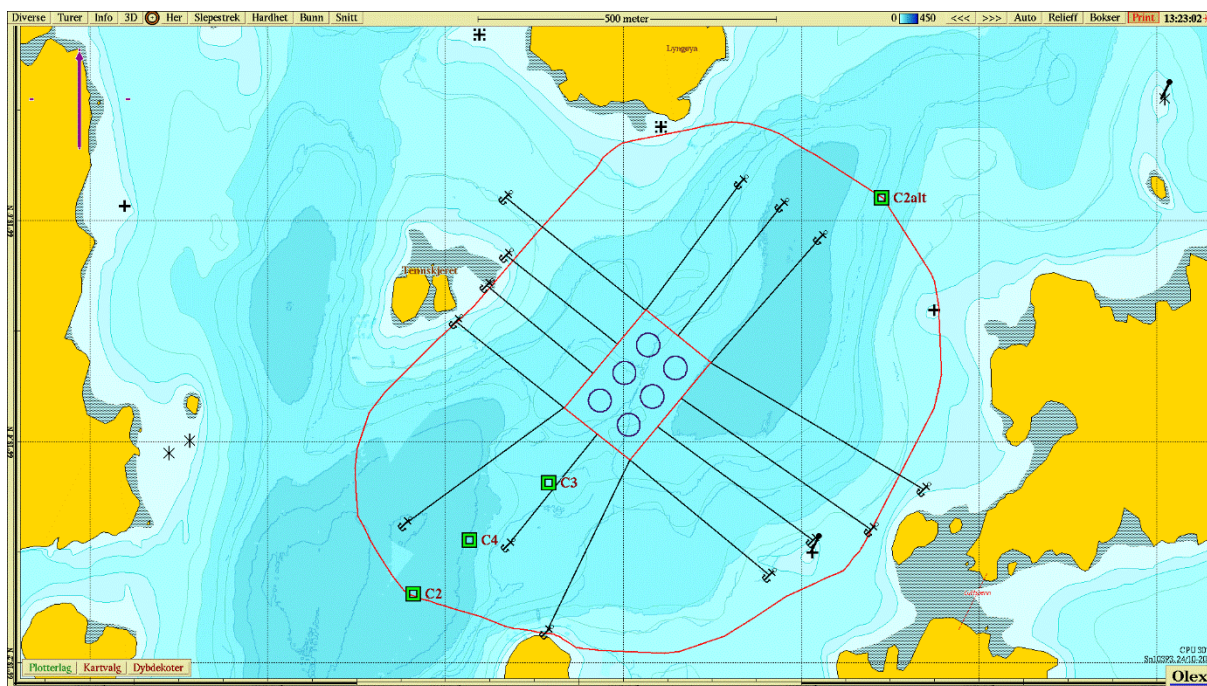 Diverse Turer Info 3D Her Slepestrek Hardhet Bunn Snitt 500 meter 0 450 <<< >>> Auto Relieff Bokser Print 13:23:02
Lyngøya
C2alt
Tennskjeret
C3
C4
C2
Plotterlag Kartvalg Dybdekoter
Olex